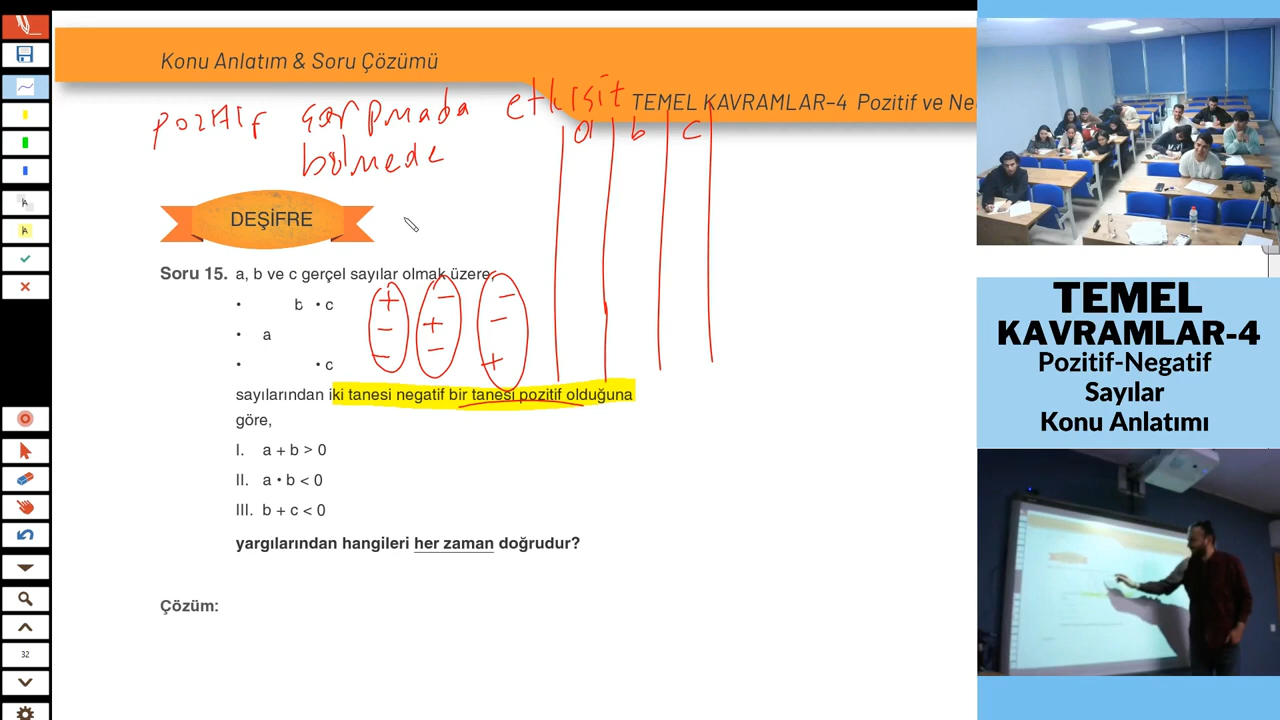 Konu Anlatım & Soru Çözümü
TEMEL KAVRAMLAR-4 Pozitif ve Ne
pozitif çarpmada etkisiz
bölmede
a b c
DEŞİFRE
Soru 15. a, b ve c gerçel sayılar olmak üzere,
• b • c + − −
• a − + −
• • c − − +
sayılarından iki tanesi negatif bir tanesi pozitif olduğuna
göre,
I. a + b > 0
II. a • b < 0
III. b + c < 0
yargılarından hangileri her zaman doğrudur?
Çözüm:
32
TEMEL
KAVRAMLAR-4
Pozitif-Negatif
Sayılar
Konu Anlatımı